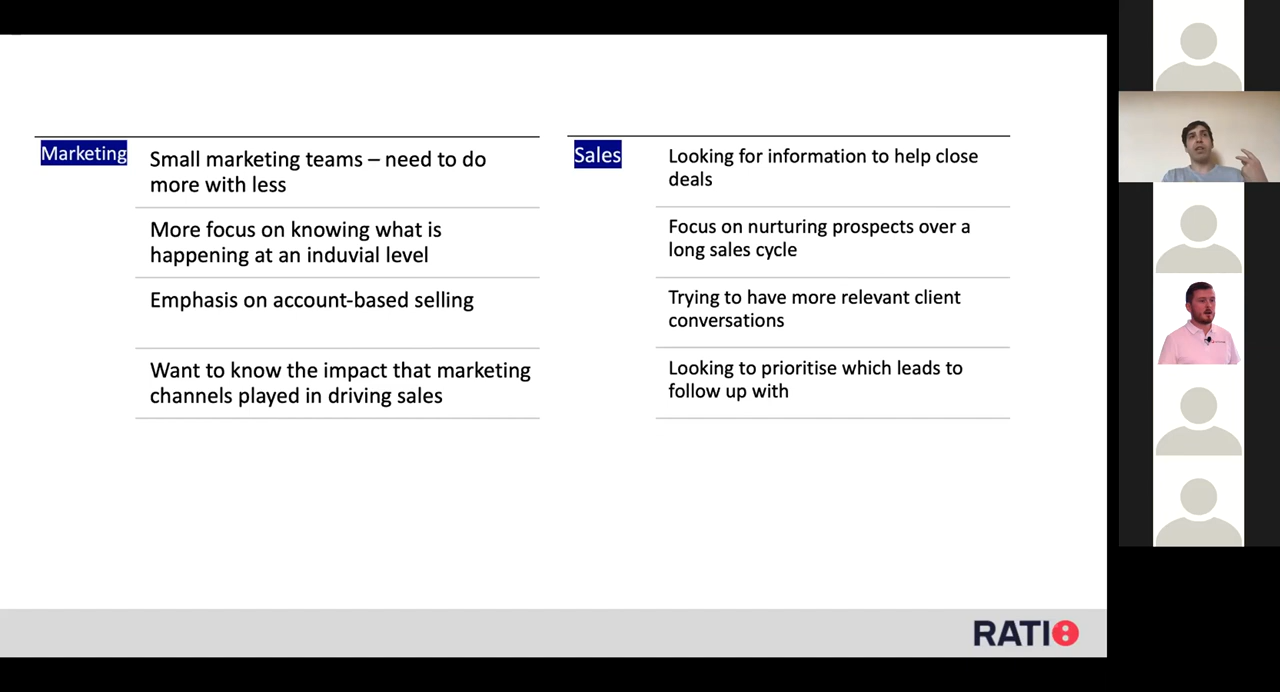 Marketing
Small marketing teams – need to do
more with less
More focus on knowing what is
happening at an induvial level
Emphasis on account-based selling
Want to know the impact that marketing
channels played in driving sales
Sales
Looking for information to help close
deals
Focus on nurturing prospects over a
long sales cycle
Trying to have more relevant client
conversations
Looking to prioritise which leads to
follow up with
RATIO